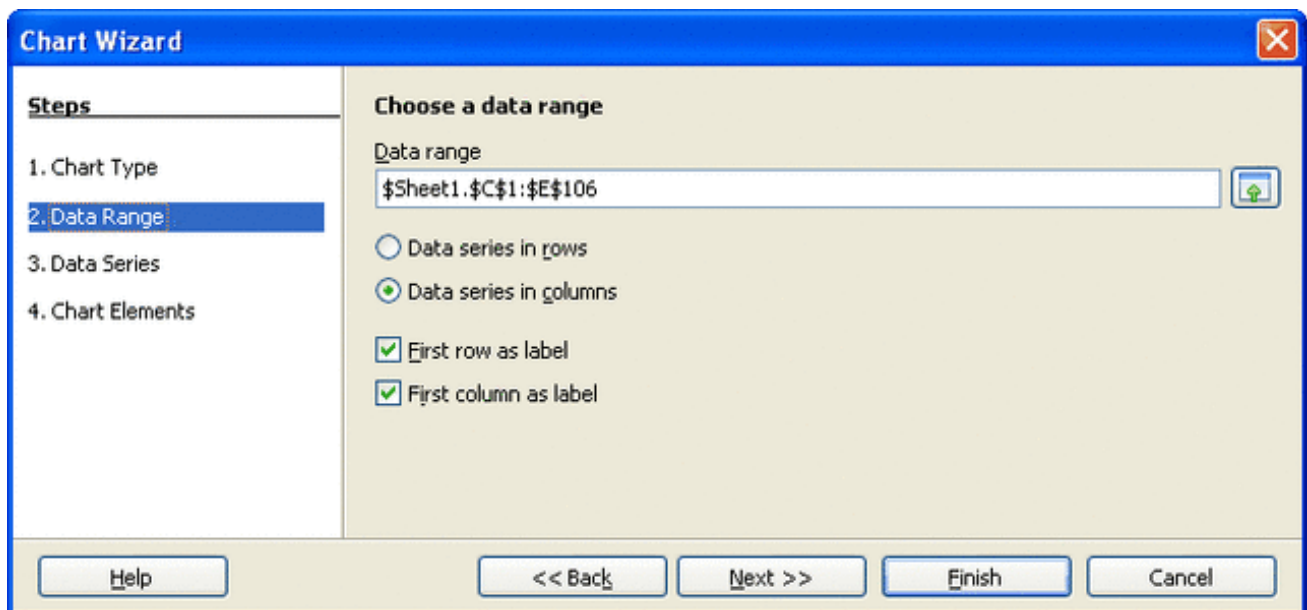 Chart Wizard
Steps
1. Chart Type
2. Data Range
3. Data Series
4. Chart Elements
Choose a data range
Data range
$Sheet1.$C$1:$E$106
Data series in rows
Data series in columns
First row as label
First column as label
Help
<< Back
Next >>
Finish
Cancel